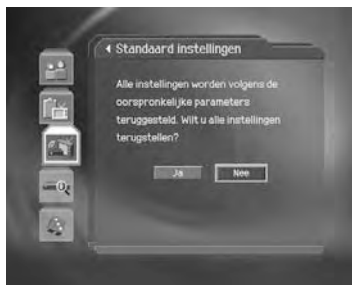 Standaard instellingen
Alle instellingen worden volgens de
oorspronkelijke parameters
teruggesteld. Wilt u alle instellingen
terugstellen?
Ja Nee